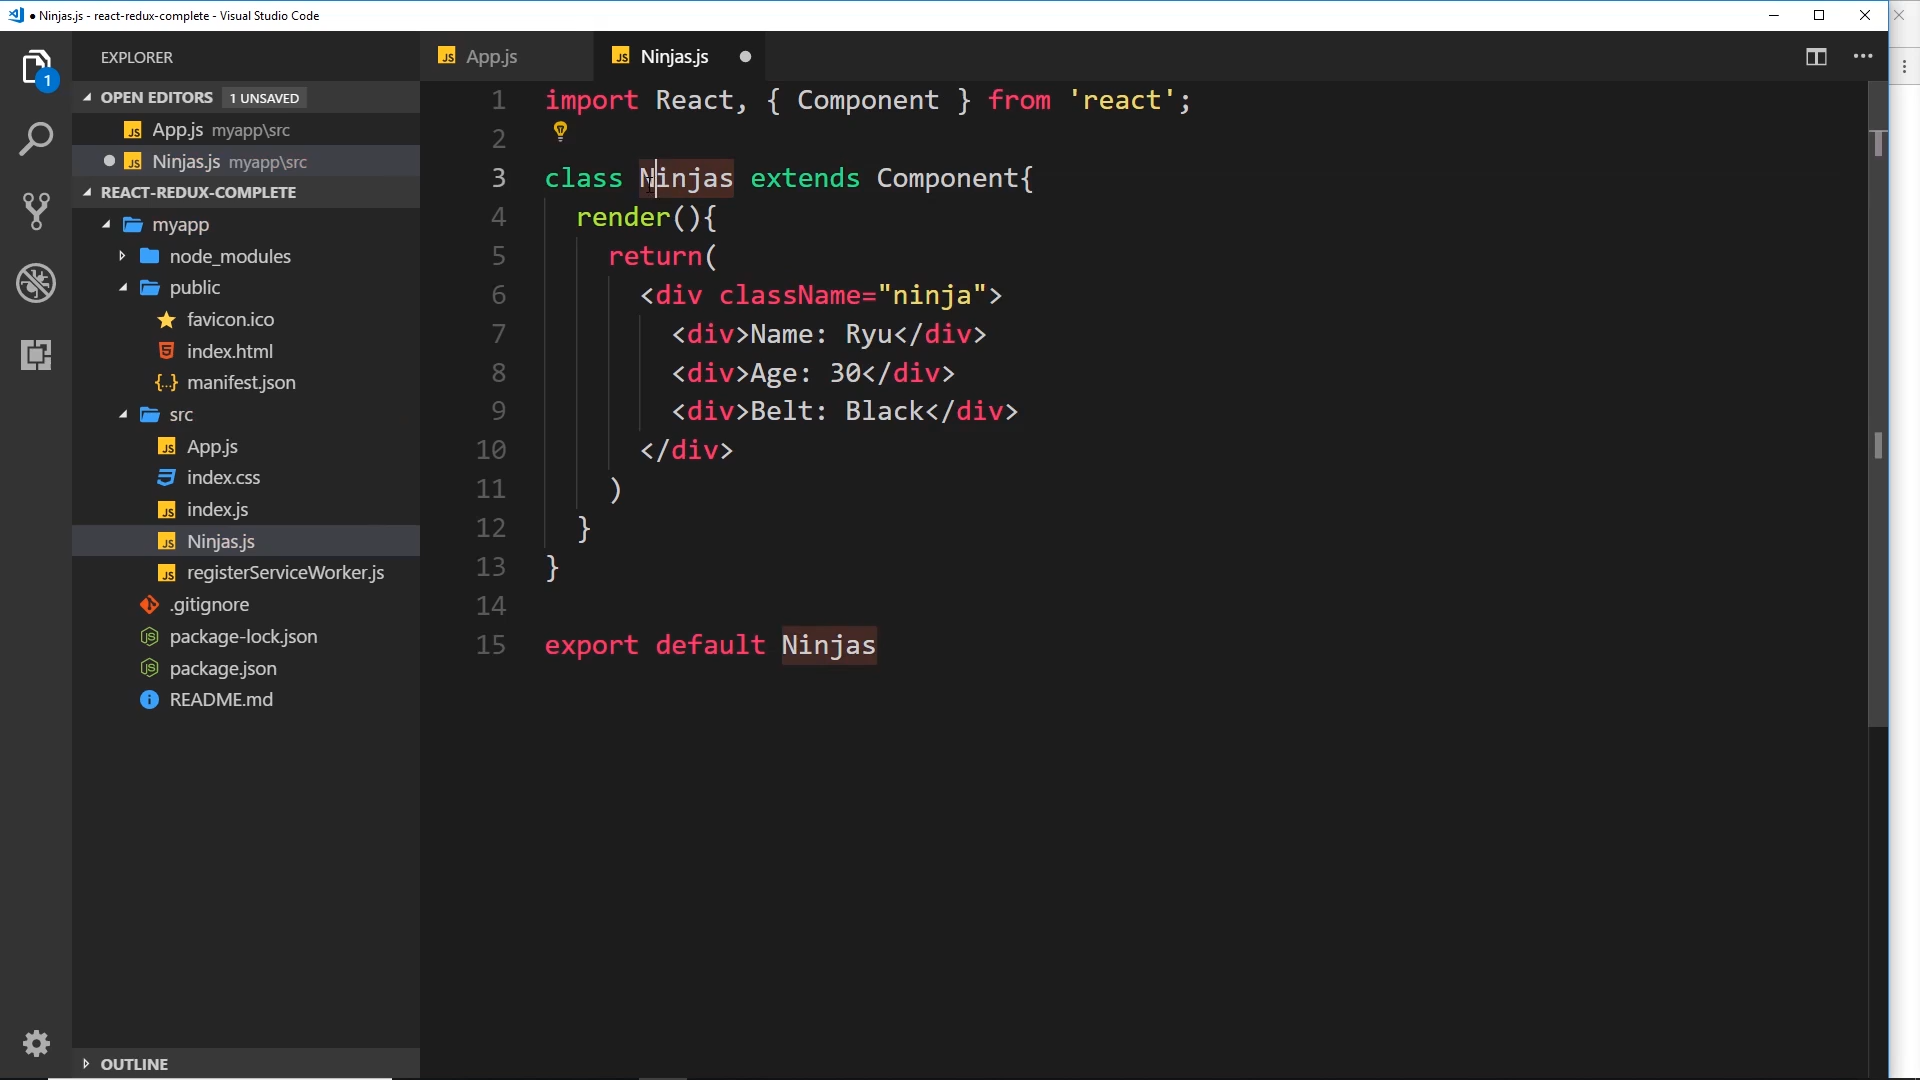 Ninjas.js - react-redux-complete - Visual Studio Code
EXPLORER
OPEN EDITORS 1 UNSAVED
App.js myapp\src
Ninjas.js myapp\src
REACT-REDUX-COMPLETE
myapp
node_modules
public
favicon.ico
index.html
manifest.json
src
App.js
index.css
index.js
Ninjas.js
registerServiceWorker.js
.gitignore
package-lock.json
package.json
README.md
OUTLINE
1
JS App.js
JS Ninjas.js
1 import React, { Component } from 'react';
2
3 class Ninjas extends Component{
4 render(){
5 return(
6 <div className="ninja">
7 <div>Name: Ryu</div>
8 <div>Age: 30</div>
9 <div>Belt: Black</div>
10 </div>
11 )
12 }
13 }
14
15 export default Ninjas